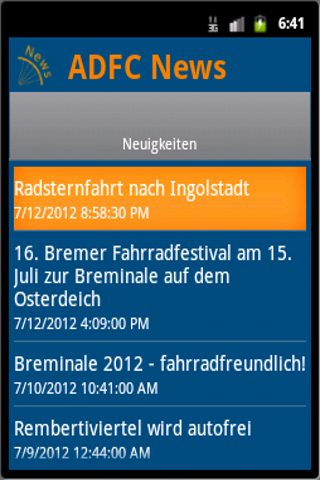 3G 6:41
News
ADFC News
Neuigkeiten
Radsternfahrt nach Ingolstadt
7/12/2012 8:58:30 PM
16. Bremer Fahrradfestival am 15.
Juli zur Breminale auf dem
Osterdeich
7/12/2012 4:09:00 PM
Breminale 2012 - fahrradfreundlich!
7/10/2012 10:41:00 AM
Rembertiviertel wird autofrei
7/9/2012 12:44:00 AM